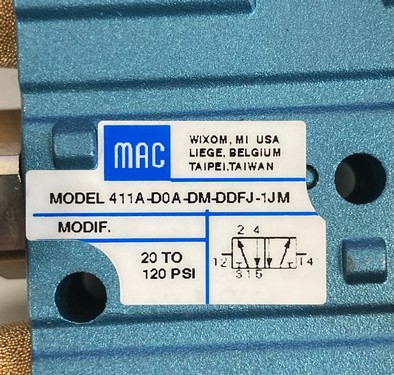 MAC
WIXOM, MI USA
LIEGE, BELGIUM
TAIPEI, TAIWAN
MODEL 411A-D0A-DM-DDFJ-1JM
MODIF.
20 TO
120 PSI
2 4
12 14
3 1 5